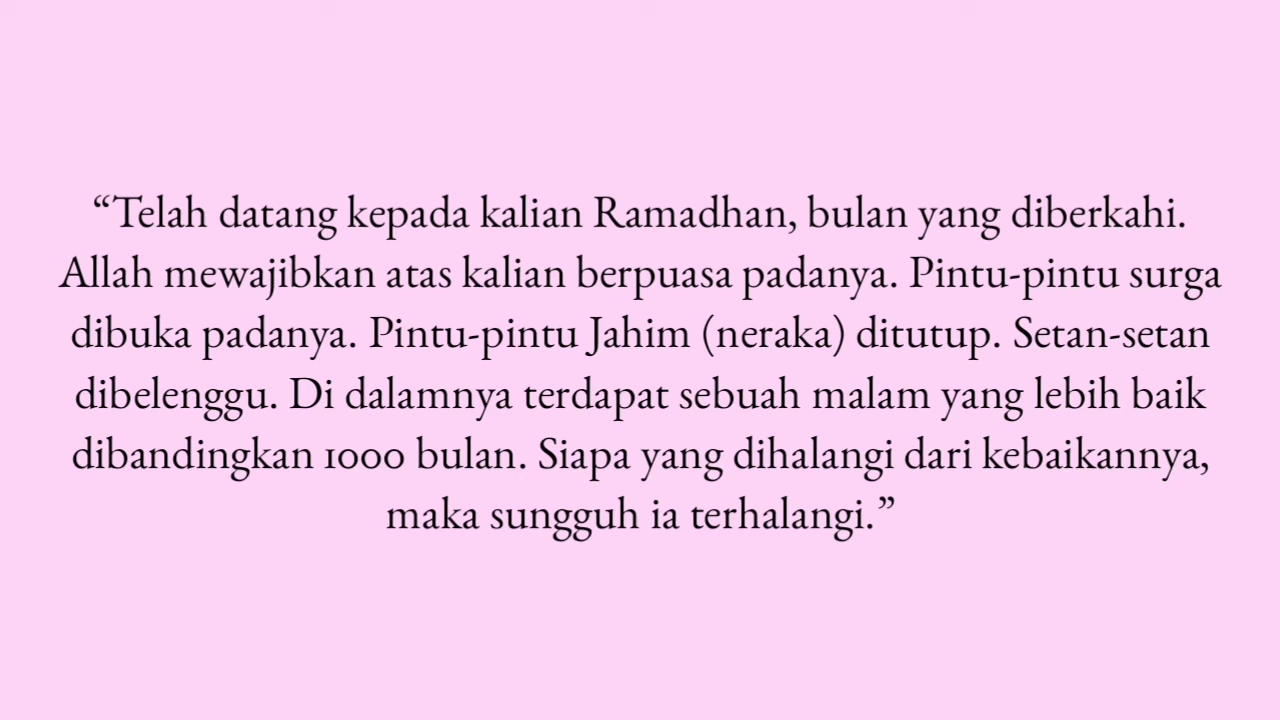 “Telah datang kepada kalian Ramadhan, bulan yang diberkahi.
Allah mewajibkan atas kalian berpuasa padanya. Pintu-pintu surga
dibuka padanya. Pintu-pintu Jahim (neraka) ditutup. Setan-setan
dibelenggu. Di dalamnya terdapat sebuah malam yang lebih baik
dibandingkan 1000 bulan. Siapa yang dihalangi dari kebaikannya,
maka sungguh ia terhalangi.”